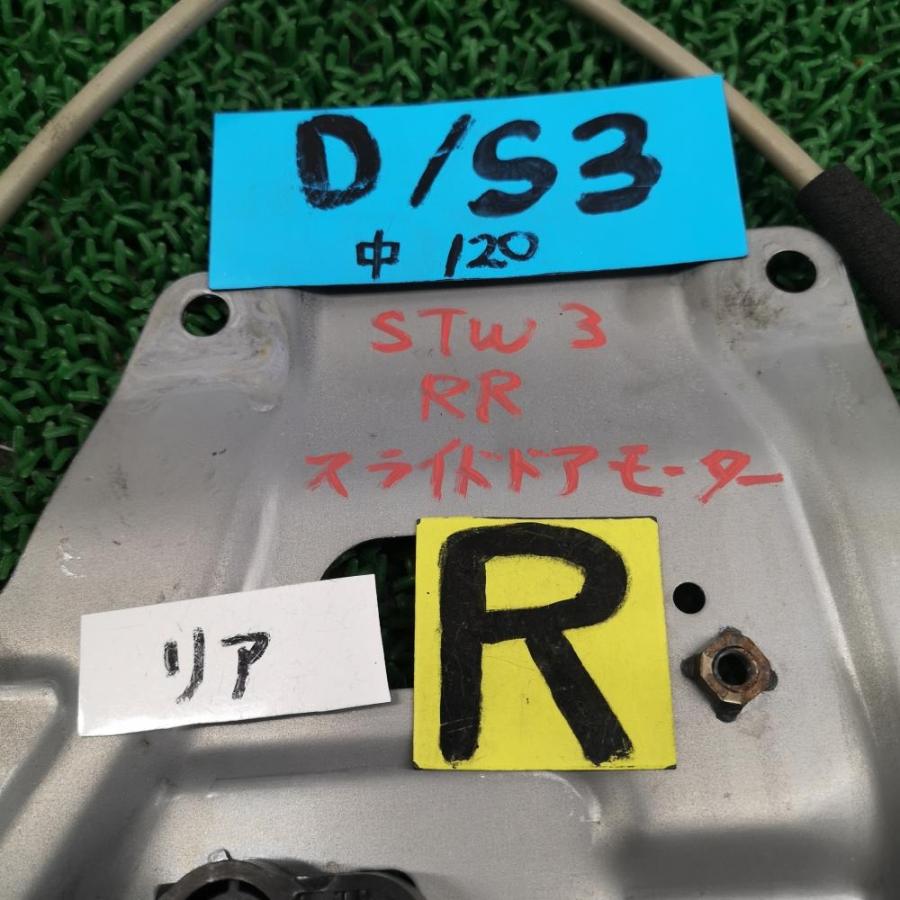 D/S3
中 120
STW 3
RR
スライドドアモーター
リア
R